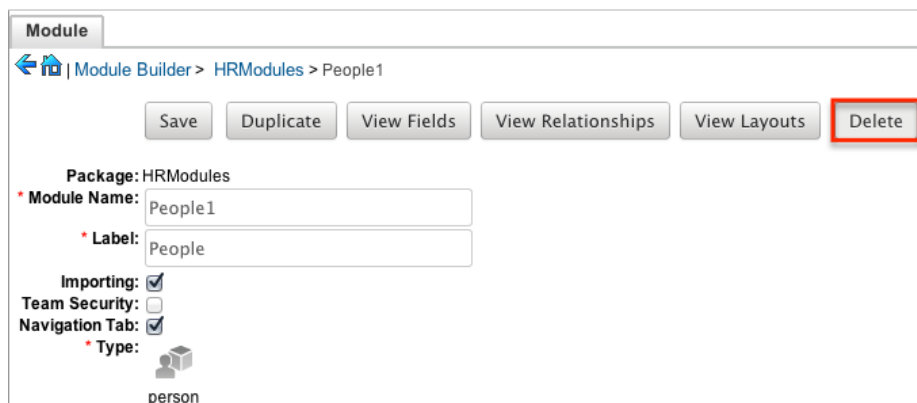 Module
| Module Builder > HRModules > People1
Save Duplicate View Fields View Relationships View Layouts Delete
Package: HRModules
* Module Name: People1
* Label: People
Importing:
Team Security:
Navigation Tab:
* Type:
person